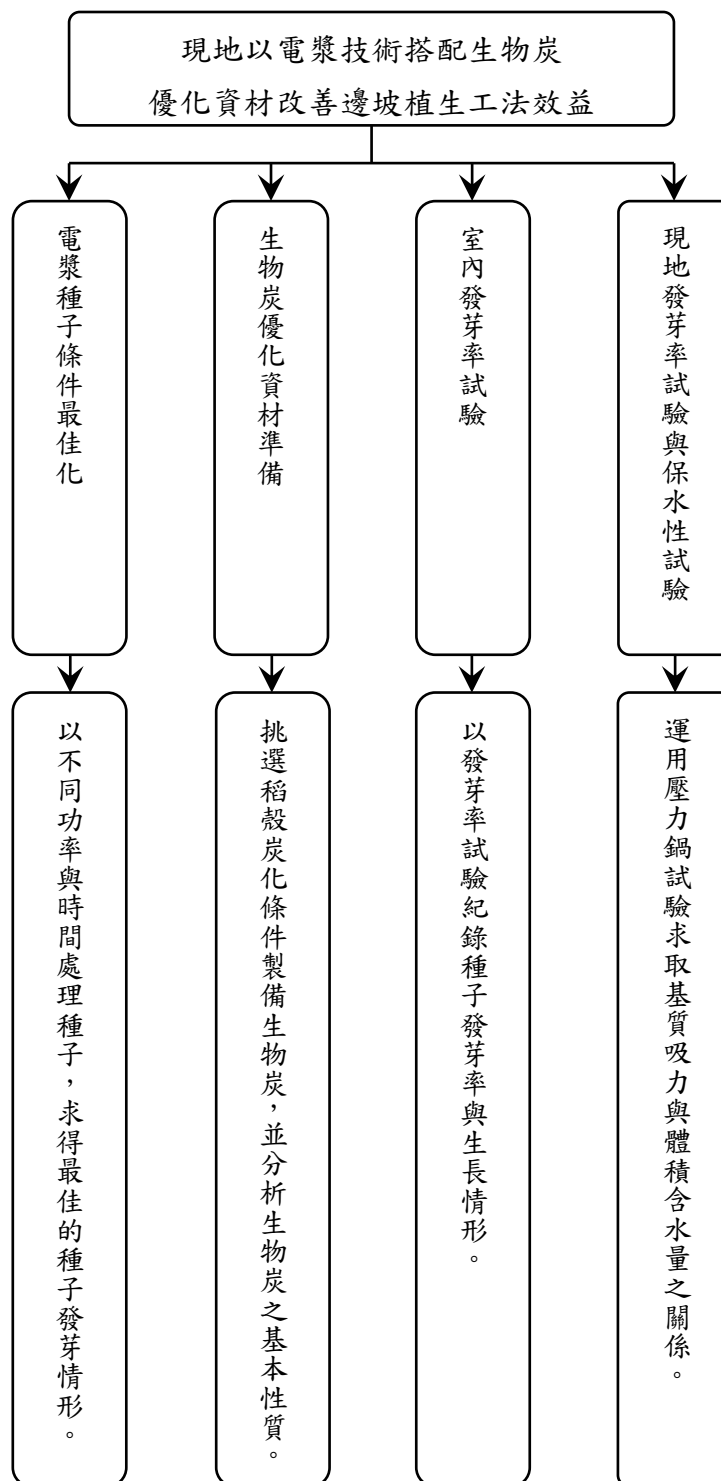 現地以電漿技術搭配生物炭
優化資材改善邊坡植生工法效益
電漿種子條件最佳化
生物炭優化資材準備
室內發芽率試驗
現地發芽率試驗與保水性試驗
以不同功率與時間處理種子，求得最佳的種子發芽情形。
挑選稻殼炭化條件製備生物炭，並分析生物炭之基本性質。
以發芽率試驗紀錄種子發芽率與生長情形。
運用壓力鍋試驗求取基質吸力與體積含水量之關係。